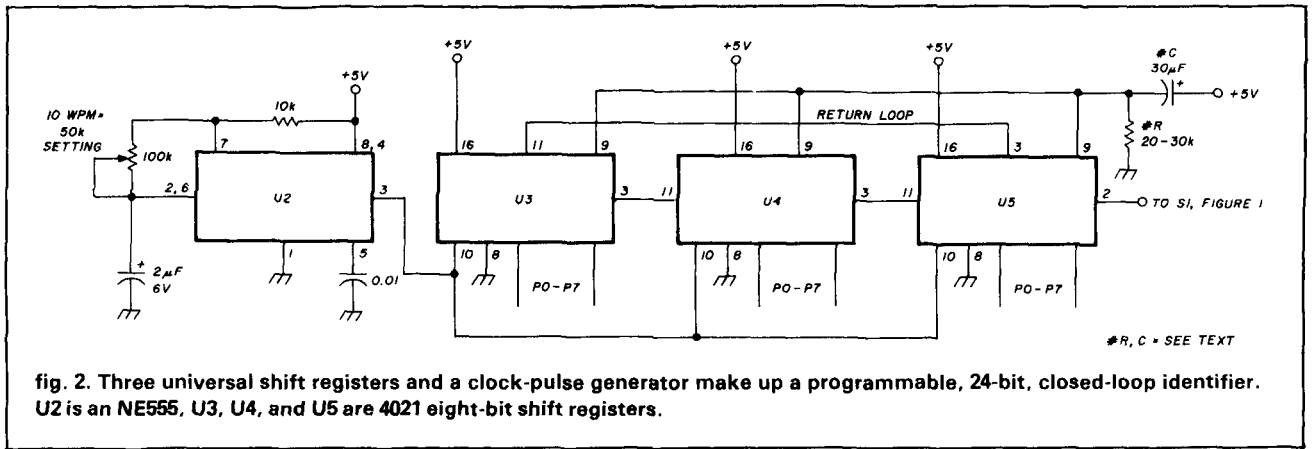 +5V
+5V
+5V
#C
30µF
+
+5V
+5V
10 WPM=
50k
SETTING
10k
RETURN LOOP
#R
20-30k
100k
7
8,4
16
11
9
16
9
16
3
9
2, 6
U2
3
U3
3
11
U4
3
11
U5
2
TO S1, FIGURE 1
1
5
10
8
10
8
10
8
+
2µF
6V
0.01
P0-P7
P0-P7
P0-P7
#R, C = SEE TEXT
fig. 2. Three universal shift registers and a clock-pulse generator make up a programmable, 24-bit, closed-loop identifier.
U2 is an NE555, U3, U4, and U5 are 4021 eight-bit shift registers.